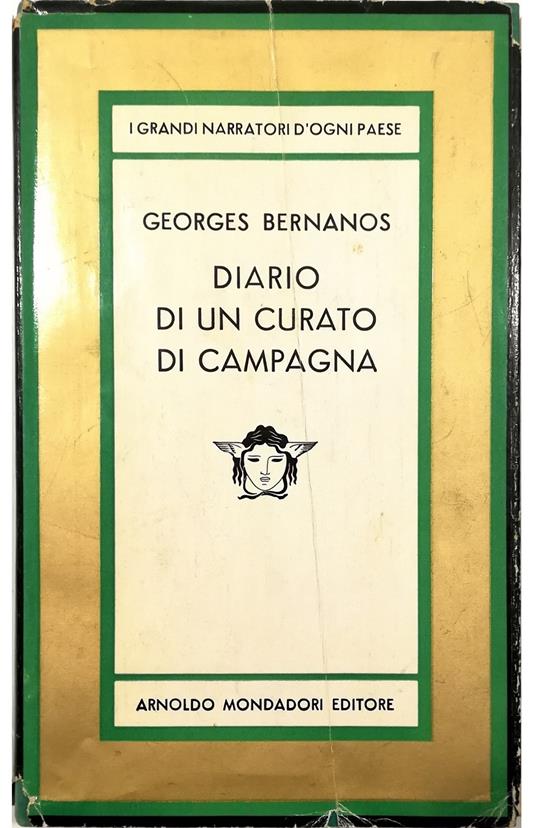 I GRANDI NARRATORI D'OGNI PAESE
GEORGES BERNANOS
DIARIO
DI UN CURATO
DI CAMPAGNA
ARNOLDO MONDADORI EDITORE